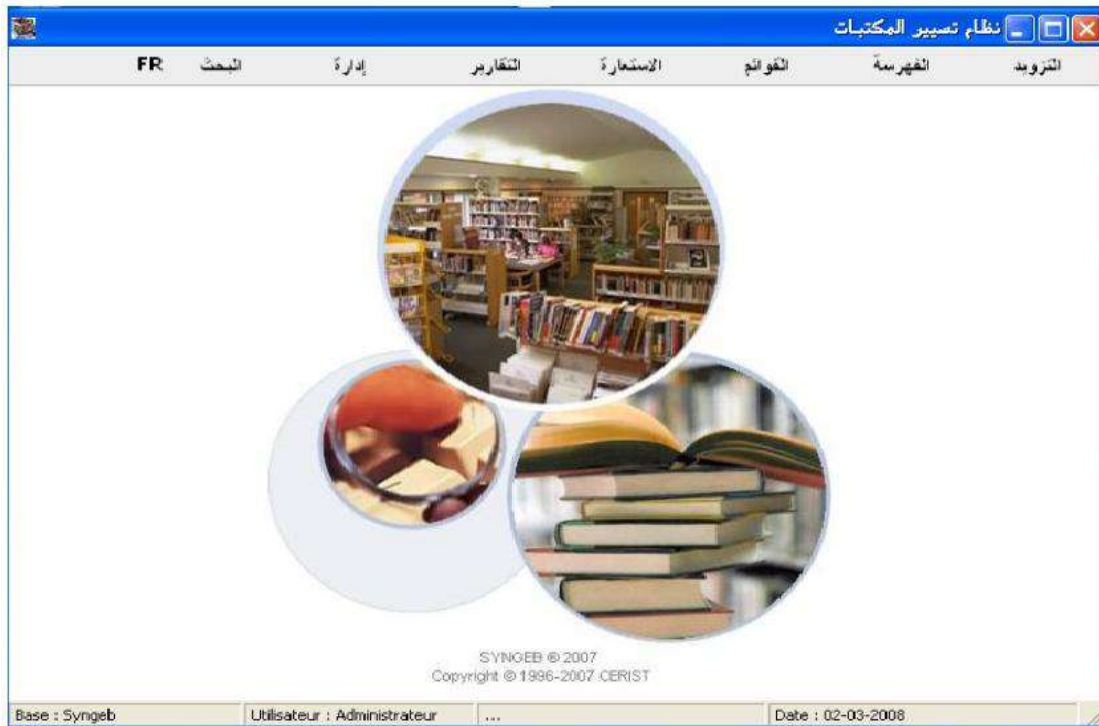 نظام تسيير المكتبات
التزويد الفهرسة القوائم الاستعارة التقارير إدارة البحث FR
SYNGEB ® 2007
Copyright © 1996-2007 CERIST
Base : Syngeb Utilisateur : Administrateur ... Date : 02-03-2008